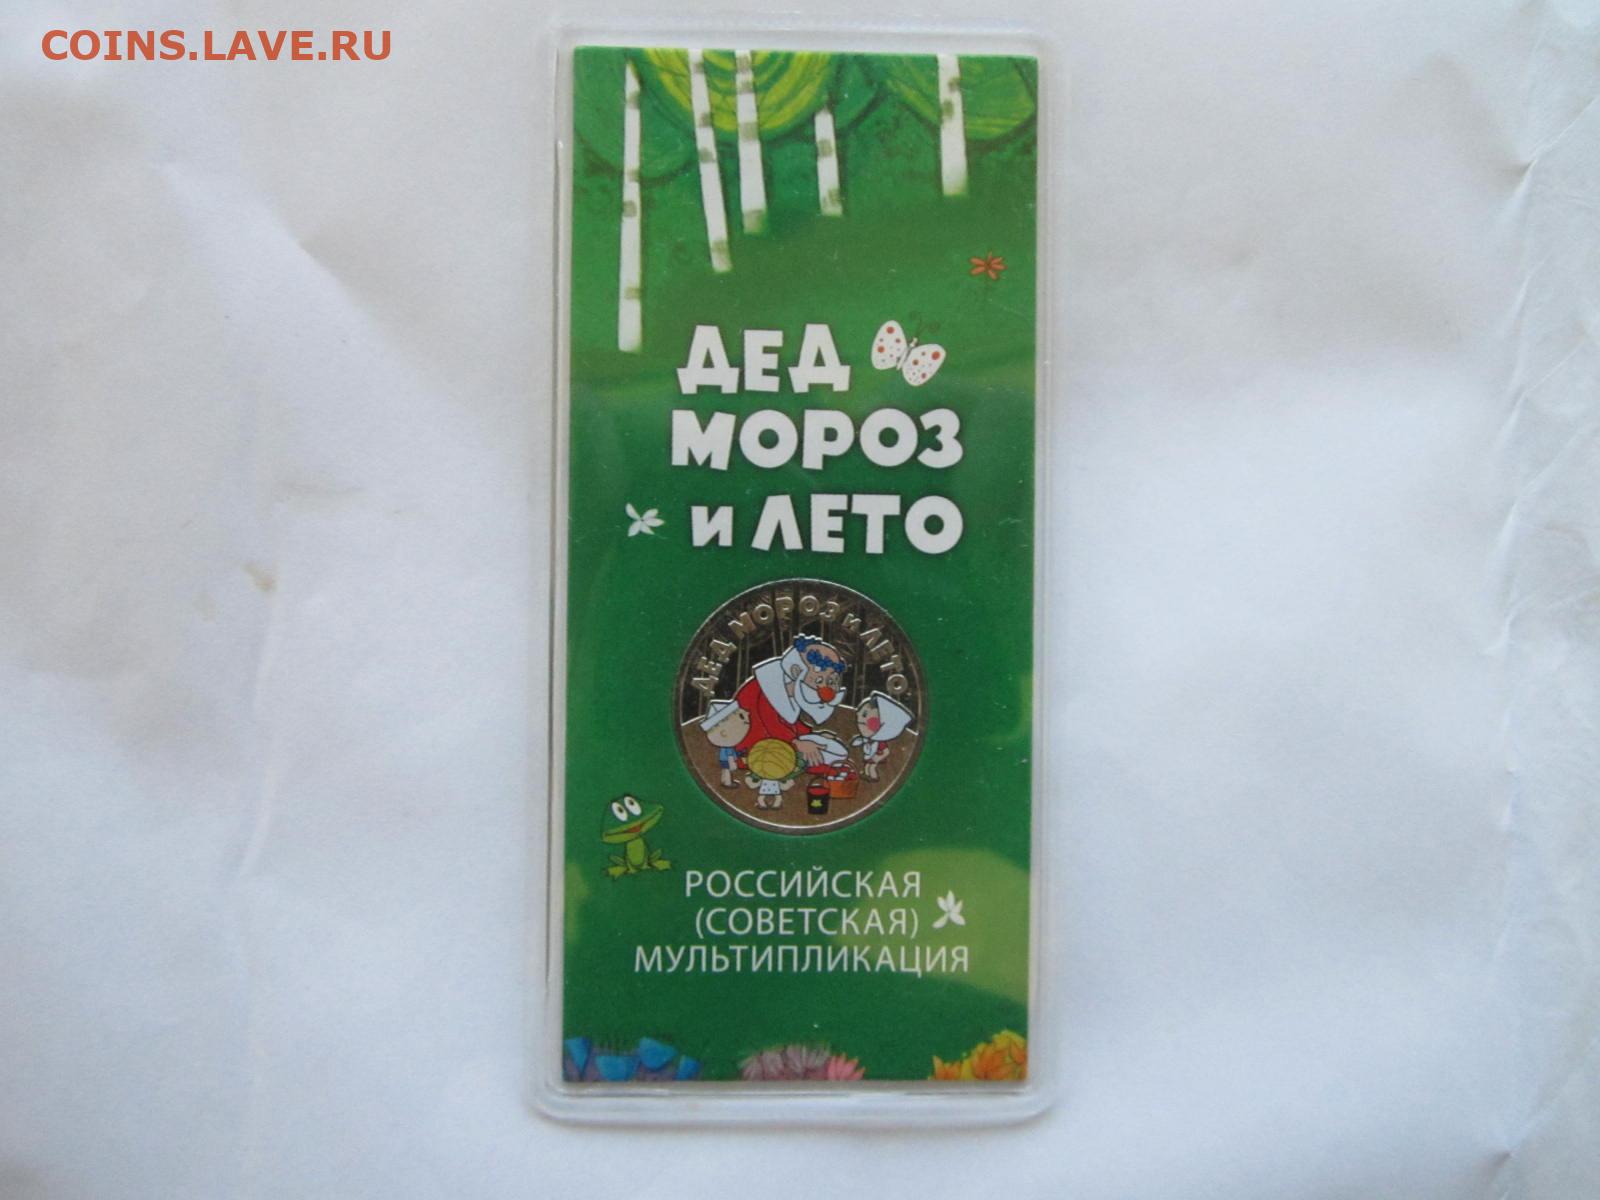 COINS.LAVE.RU
ДЕД
МОРОЗ
и ЛЕТО
ДЕД МОРОЗ и ЛЕТО
РОССИЙСКАЯ
(СОВЕТСКАЯ)
МУЛЬТИПЛИКАЦИЯ